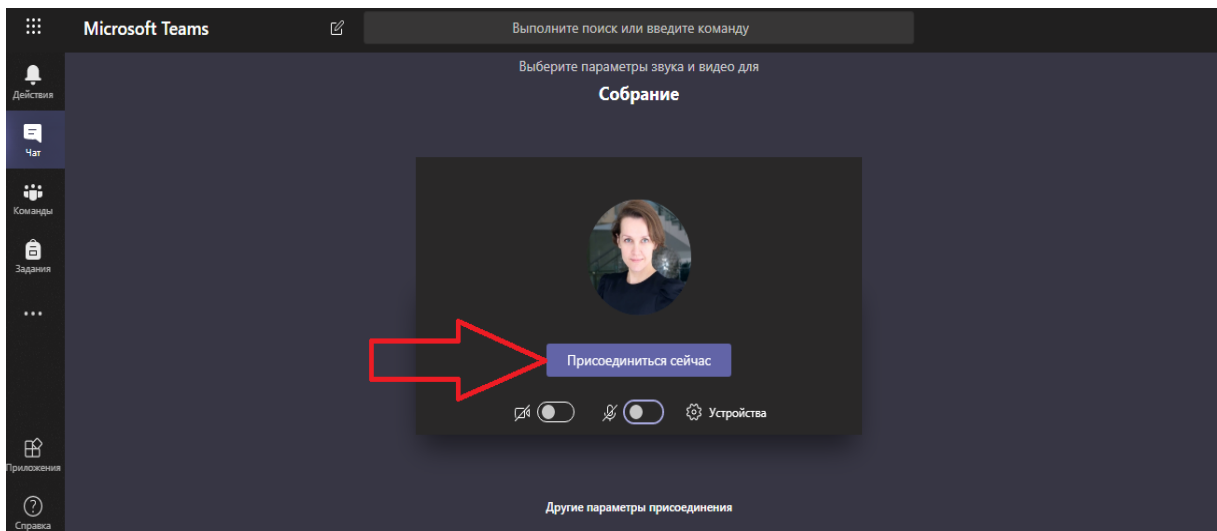 Microsoft Teams
Выполните поиск или введите команду
Выберите параметры звука и видео для
Собрание
Действия
Чат
Команды
Задания
Присоединиться сейчас
Устройства
Приложения
Другие параметры присоединения
Справка